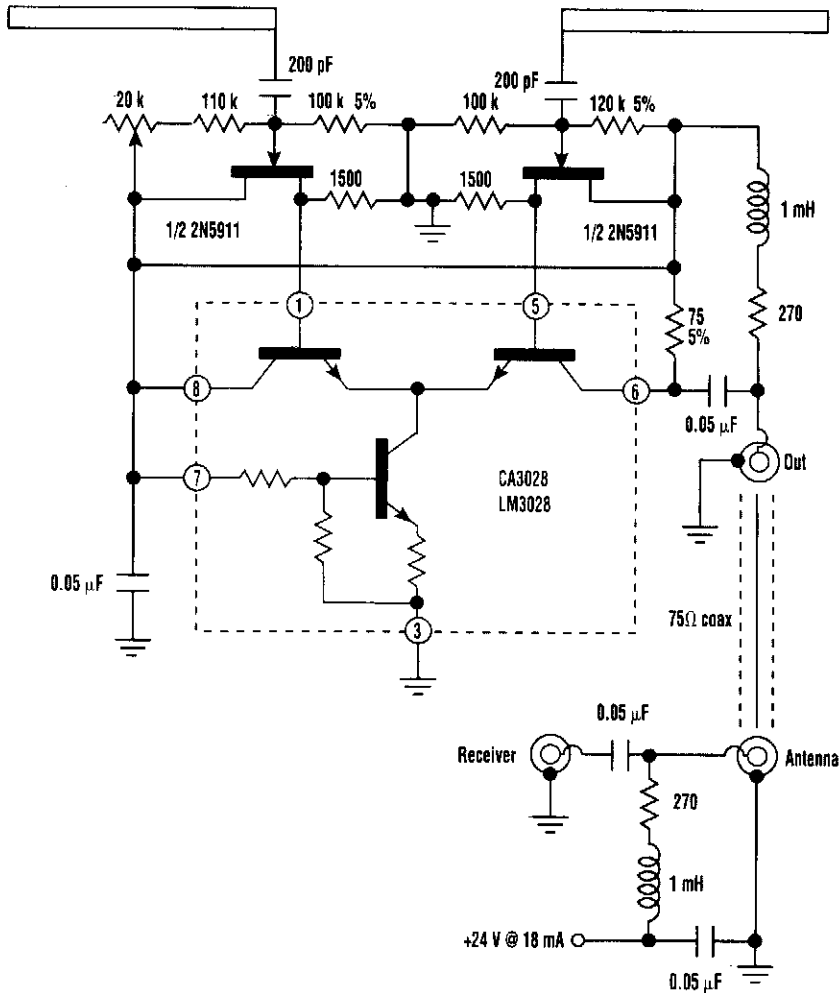 200 pF
200 pF
20 k
110 k
100 k 5%
100 k
120 k 5%
1500
1500
1 mH
1/2 2N5911
1/2 2N5911
1
5
75
5%
270
8
6
0.05 µF
7
CA3028
LM3028
Out
0.05 µF
3
75Ω coax
0.05 µF
Receiver
Antenna
270
1 mH
+24 V @ 18 mA
0.05 µF